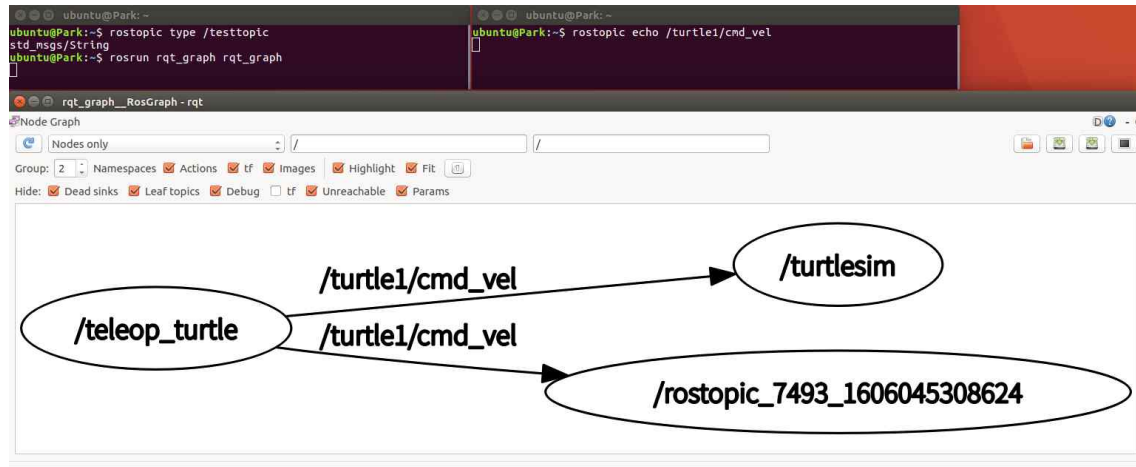 ubuntu@Park: ~
ubuntu@Park:~$ rostopic type /testtopic
std_msgs/String
ubuntu@Park:~$ rosrun rqt_graph rqt_graph
ubuntu@Park: ~
ubuntu@Park:~$ rostopic echo /turtle1/cmd_vel
rqt_graph__RosGraph - rqt
Node Graph
D
Nodes only
/
/
Group: 2 Namespaces Actions tf Images Highlight Fit
Hide: Dead sinks Leaf topics Debug tf Unreachable Params
/turtle1/cmd_vel
/turtlesim
/teleop_turtle
/turtle1/cmd_vel
/rostopic_7493_1606045308624